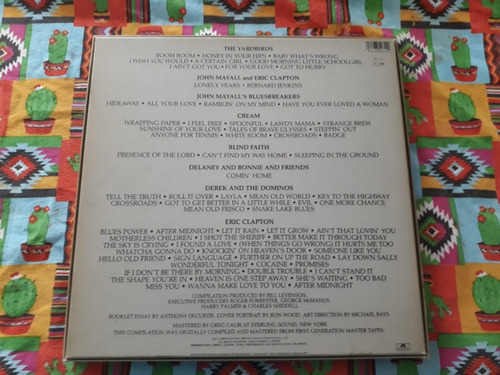 THE YARDBIRDS
BOOM BOOM • HONEY IN YOUR HIPS • BABY WHAT'S WRONG
I WISH YOU WOULD • A CERTAIN GIRL • GOOD MORNING LITTLE SCHOOLGIRL
I AIN'T GOT YOU • FOR YOUR LOVE • GOT TO HURRY
JOHN MAYALL and ERIC CLAPTON
LONELY YEARS • BERNARD JENKINS
JOHN MAYALL'S BLUESBREAKERS
HIDEAWAY • ALL YOUR LOVE • RAMBLIN' ON MY MIND • HAVE YOU EVER LOVED A WOMAN
CREAM
WRAPPING PAPER • I FEEL FREE • SPOONFUL • LAWDY MAMA • STRANGE BREW
SUNSHINE OF YOUR LOVE • TALES OF BRAVE ULYSSES • STEPPIN' OUT
ANYONE FOR TENNIS • WHITE ROOM • CROSSROADS • BADGE
BLIND FAITH
PRESENCE OF THE LORD • CAN'T FIND MY WAY HOME • SLEEPING IN THE GROUND
DELANEY AND BONNIE AND FRIENDS
COMIN' HOME
DEREK AND THE DOMINOS
TELL THE TRUTH • ROLL IT OVER • LAYLA • MEAN OLD WORLD • KEY TO THE HIGHWAY
CROSSROADS • GOT TO GET BETTER IN A LITTLE WHILE • EVIL • ONE MORE CHANCE
MEAN OLD FRISCO • SNAKE LAKE BLUES
ERIC CLAPTON
BLUES POWER • AFTER MIDNIGHT • LET IT RAIN • LET IT GROW • AIN'T THAT LOVIN' YOU
MOTHERLESS CHILDREN • I SHOT THE SHERIFF • BETTER MAKE IT THROUGH TODAY
THE SKY IS CRYING • I FOUND A LOVE • (WHEN THINGS GO WRONG) IT HURTS ME TOO
WHATCHA GONNA DO • KNOCKIN' ON HEAVEN'S DOOR • SOMEONE LIKE YOU
HELLO OLD FRIEND • SIGN LANGUAGE • FURTHER ON UP THE ROAD • LAY DOWN SALLY
WONDERFUL TONIGHT • COCAINE • PROMISES
IF I DON'T BE THERE BY MORNING • DOUBLE TROUBLE • I CAN'T STAND IT
THE SHAPE YOU'RE IN • HEAVEN IS ONE STEP AWAY • SHE'S WAITING • TOO BAD
MISS YOU • WANNA MAKE LOVE TO YOU • AFTER MIDNIGHT
COMPILATION PRODUCED BY BILL LEVENSON
EXECUTIVE PRODUCERS ROGER FORRESTER, GEORGE McMANUS,
HARRY PALMER & CHARLES SHIDDELL
BOOKLET ESSAY BY ANTHONY DECURTIS COVER PORTRAIT BY RON WOOD ART DIRECTION BY MICHAEL BAYS
MASTERED BY GREG CALBI AT STERLING SOUND, NEW YORK
THIS COMPILATION WAS DIGITALLY COMPILED AND MASTERED FROM FIRST GENERATION MASTER TAPES.